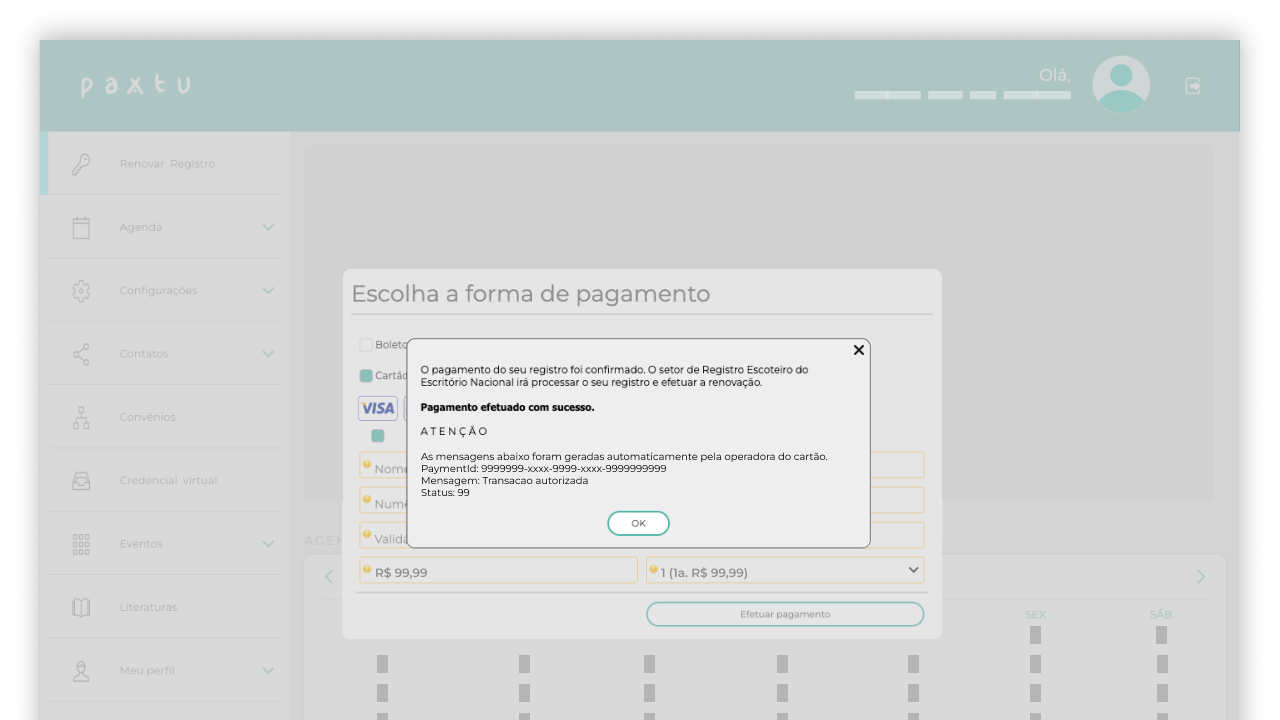 paxtu
Olá,
Renovar Registro
Agenda
Configurações
Contatos
Convênios
Credencial virtual
Eventos
Literaturas
Meu perfil
Escolha a forma de pagamento
Boleto
Cartão
VISA
O pagamento do seu registro foi confirmado. O setor de Registro Escoteiro do
Escritório Nacional irá processar o seu registro e efetuar a renovação.
Pagamento efetuado com sucesso.
ATENÇÃO
As mensagens abaixo foram geradas automaticamente pela operadora do cartão.
PaymentId: 9999999-xxxx-9999-xxxx-9999999999
Mensagem: Transacao autorizada
Status: 99
OK
R$ 99,99
1 (1a. R$ 99,99)
Efetuar pagamento
SEX
SÁB